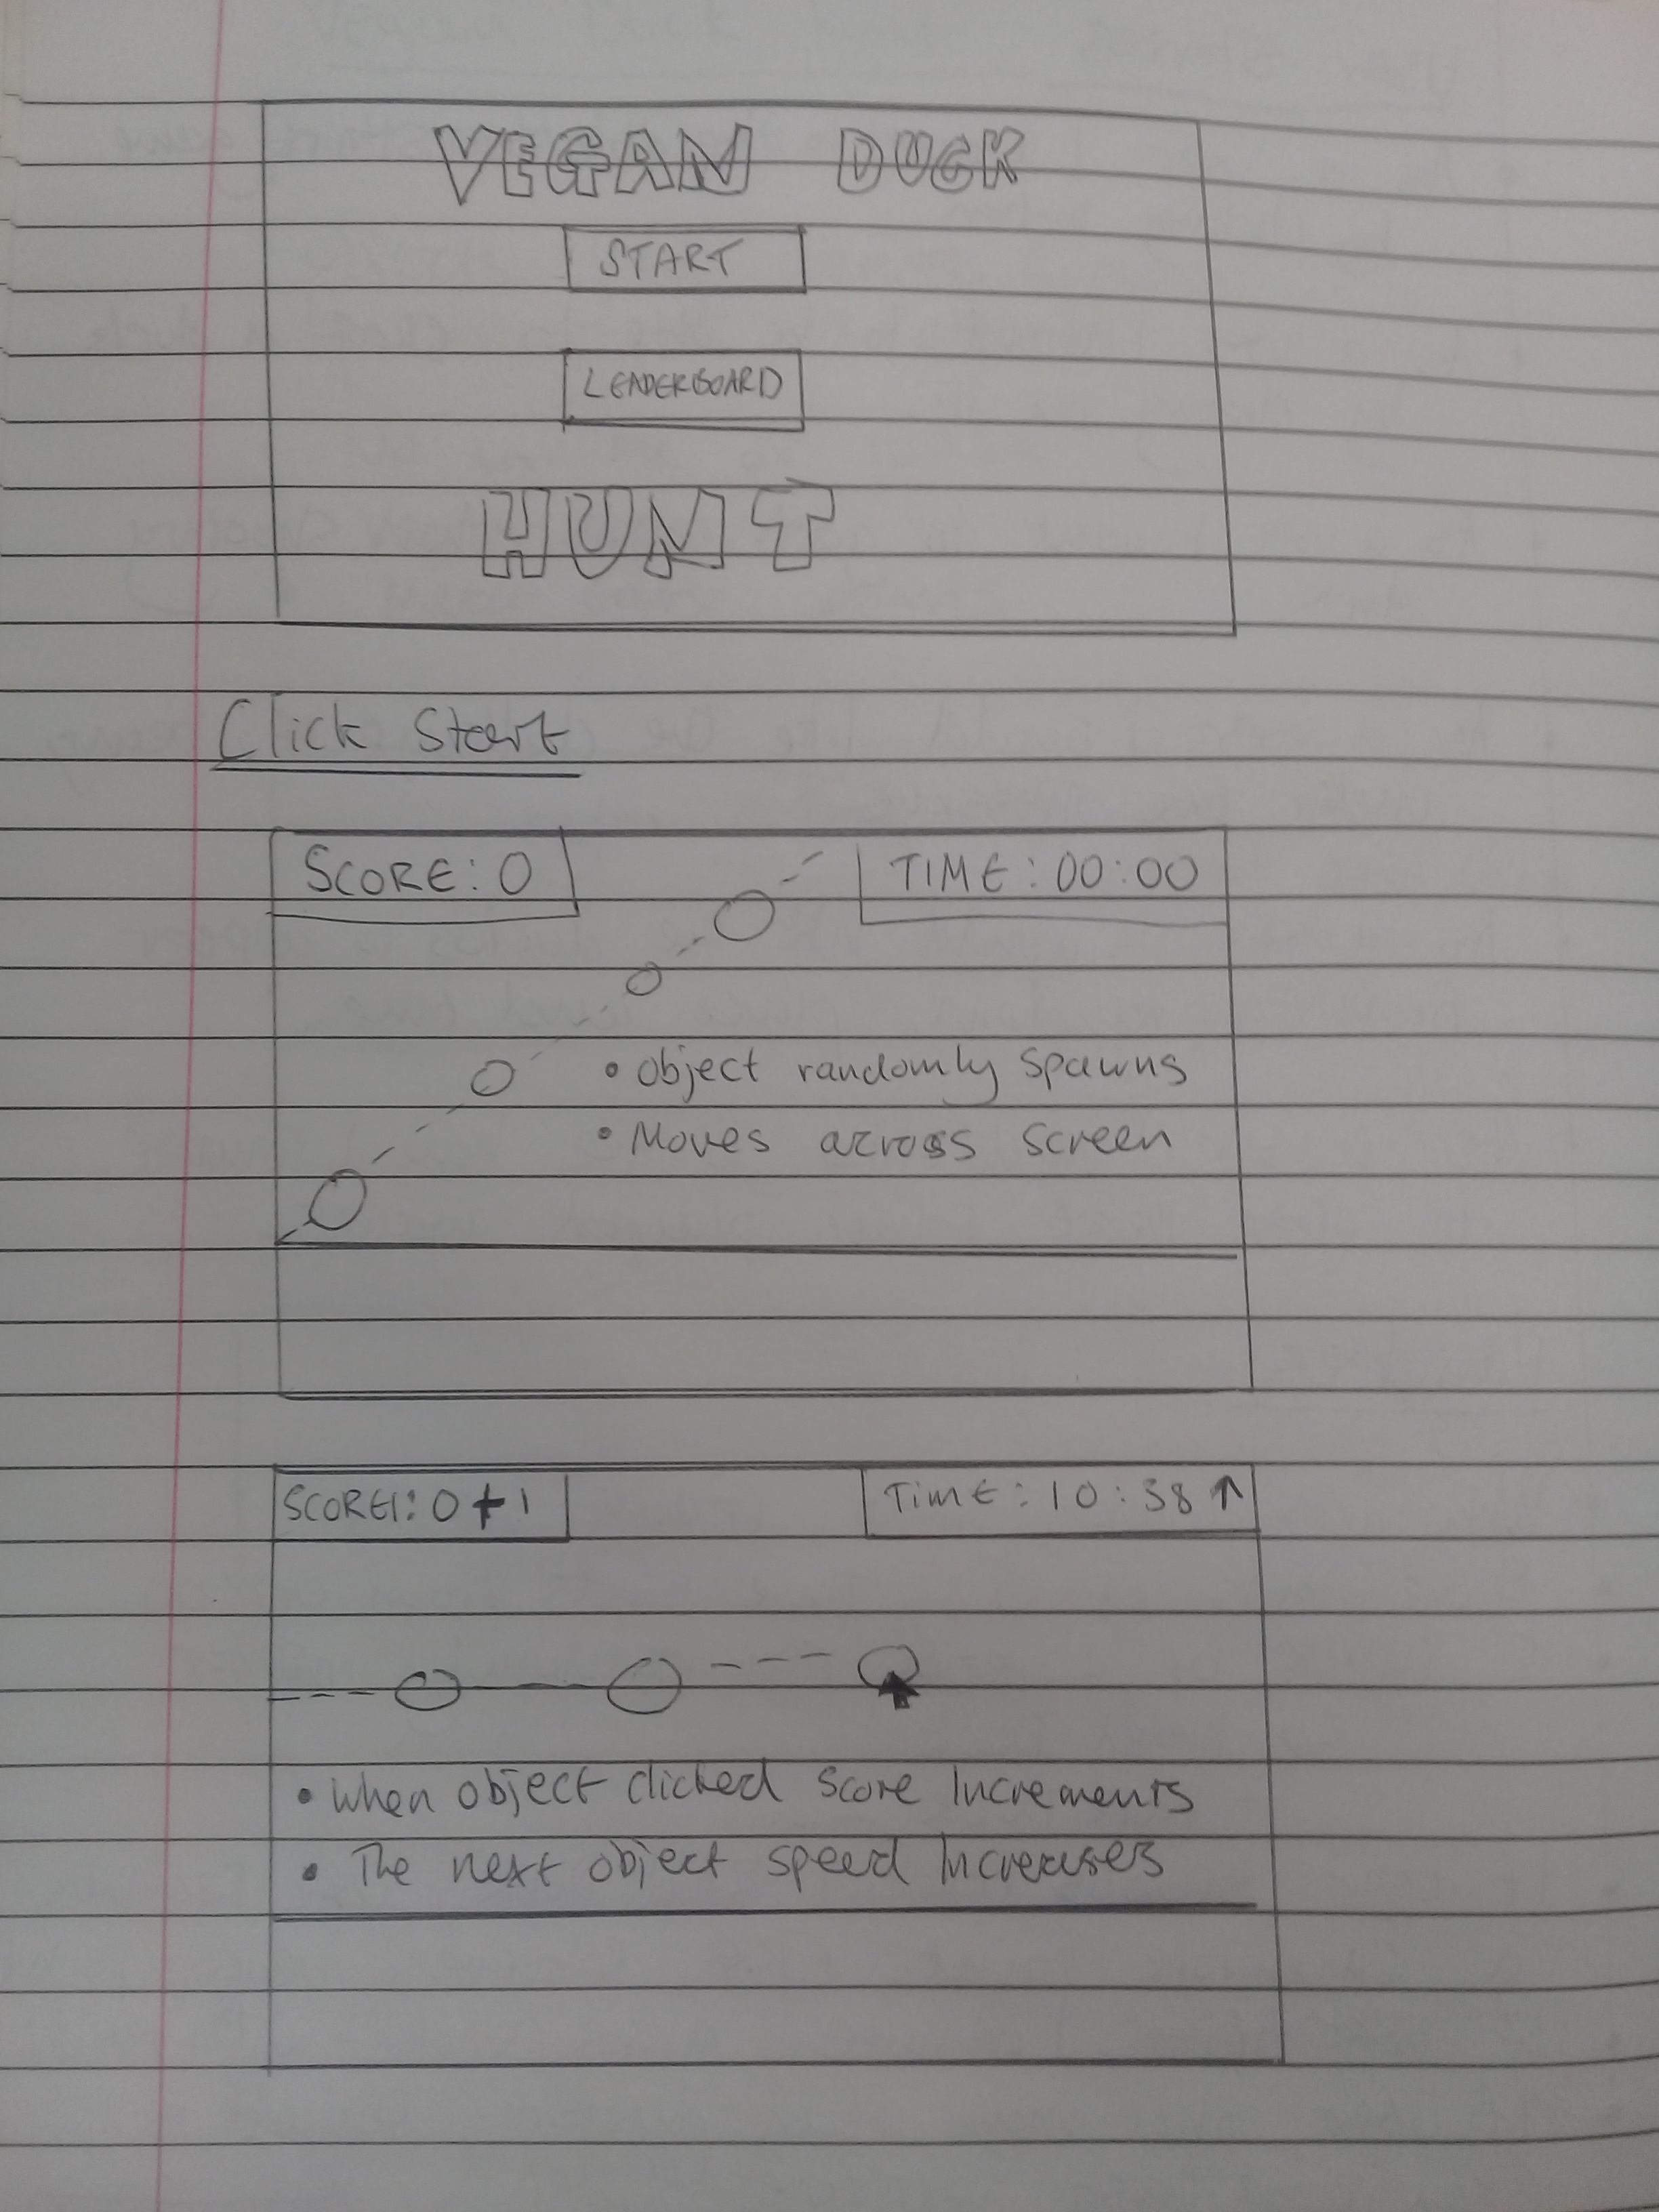 VEGAN DUCK
START
LEADERBOARD
HUNT
Click Start
SCORE: 0
TIME: 00:00
• Object randomly spawns
• Moves across screen
SCORE: 0 + 1
TIME: 10:38 ↑
• When object clicked score increments
• The next object speed increases